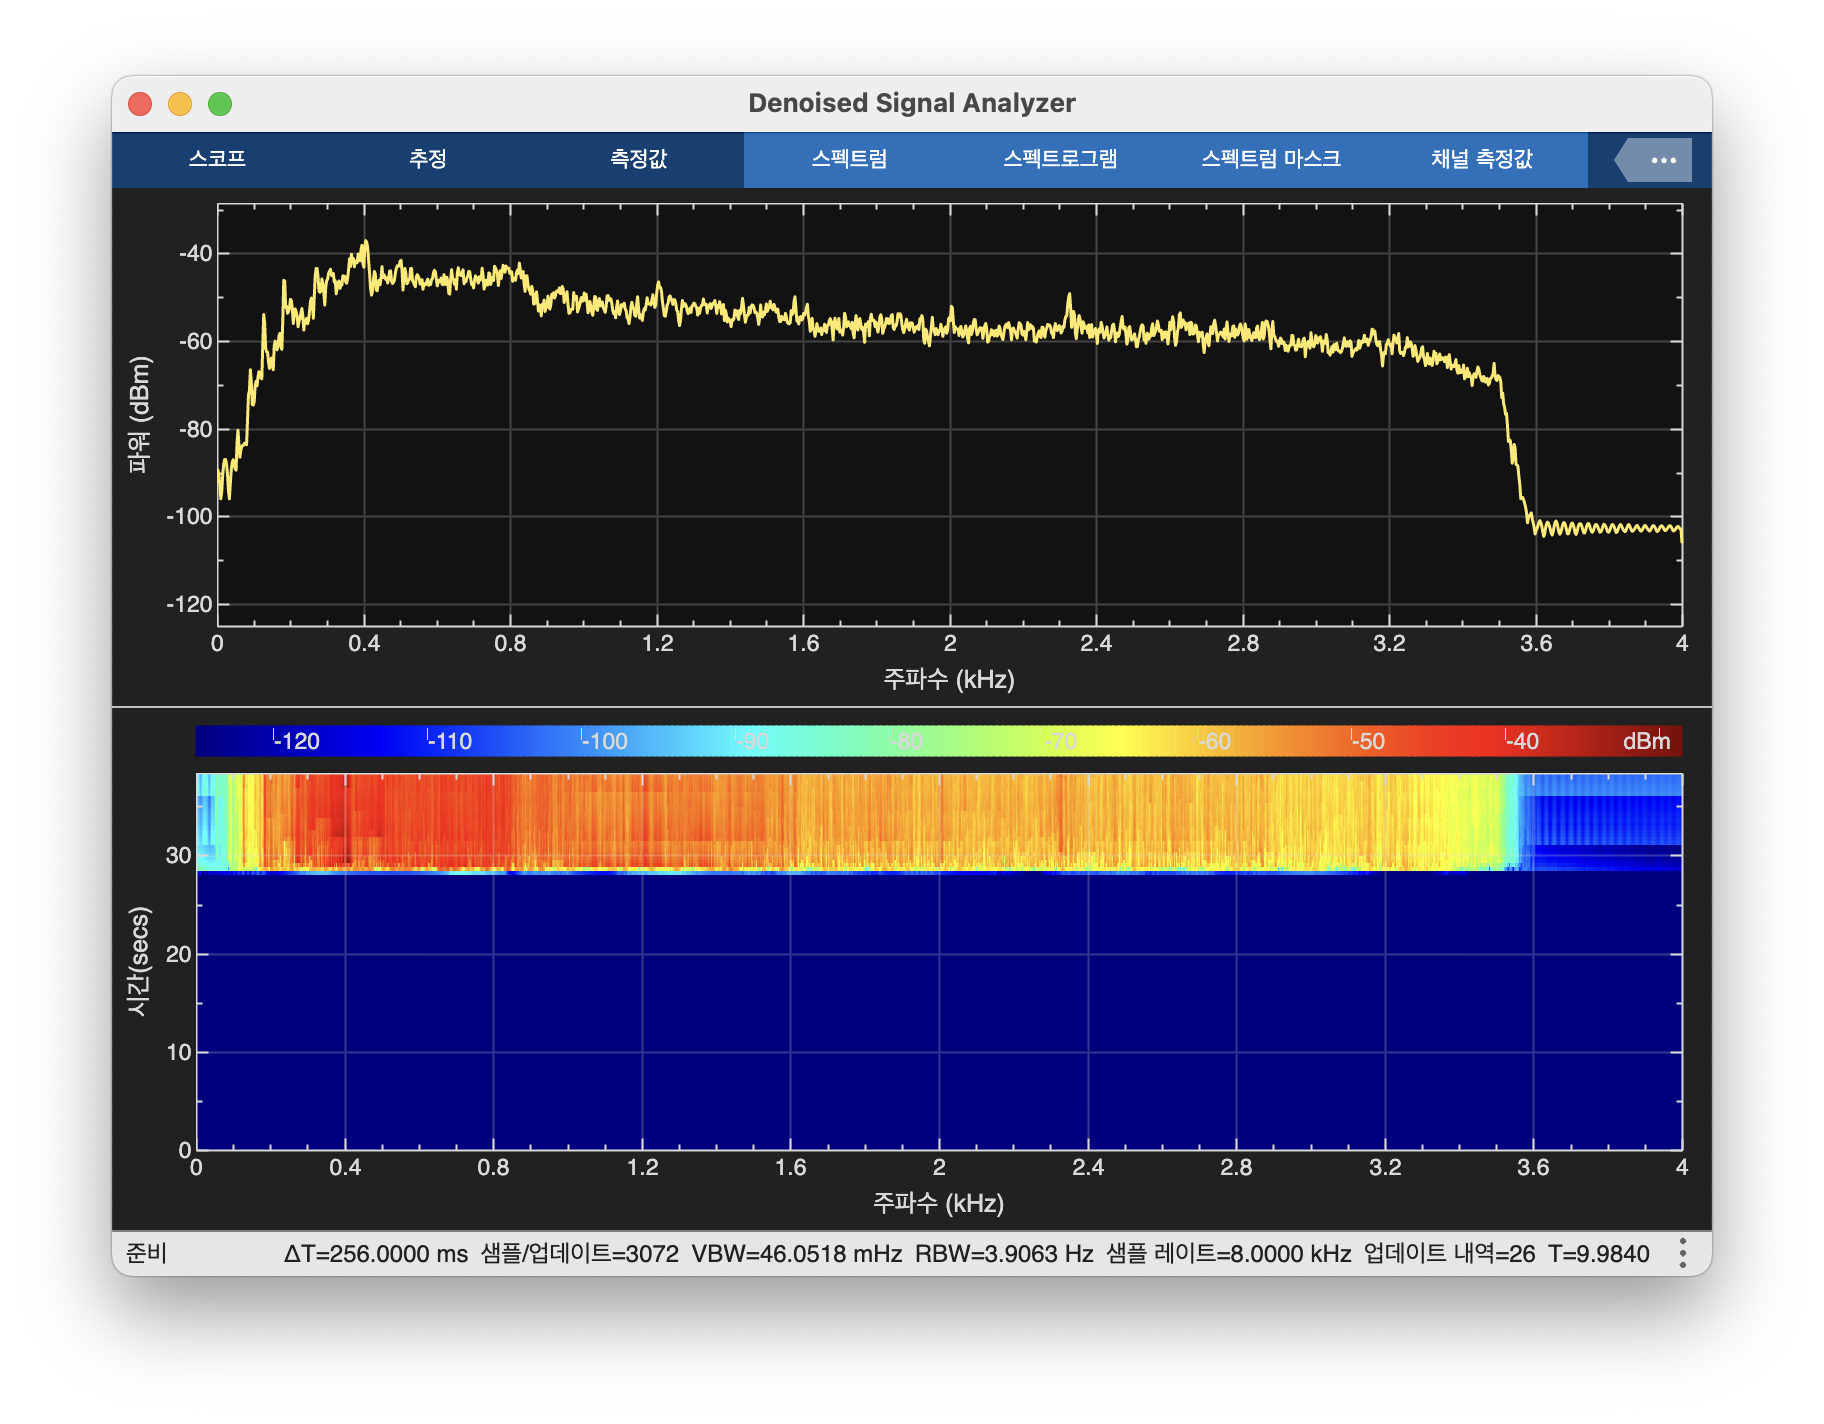 Denoised Signal Analyzer
스코프 추정 측정값 스펙트럼 스펙트로그램 스펙트럼 마스크 채널 측정값 ...
파워 (dBm)
-40
-60
-80
-100
-120
0 0.4 0.8 1.2 1.6 2 2.4 2.8 3.2 3.6 4
주파수 (kHz)
-120 -110 -100 -90 -80 -70 -60 -50 -40 dBm
시간(secs)
30
20
10
0
0 0.4 0.8 1.2 1.6 2 2.4 2.8 3.2 3.6 4
주파수 (kHz)
준비 ΔT=256.0000 ms 샘플/업데이트=3072 VBW=46.0518 mHz RBW=3.9063 Hz 샘플 레이트=8.0000 kHz 업데이트 내역=26 T=9.9840